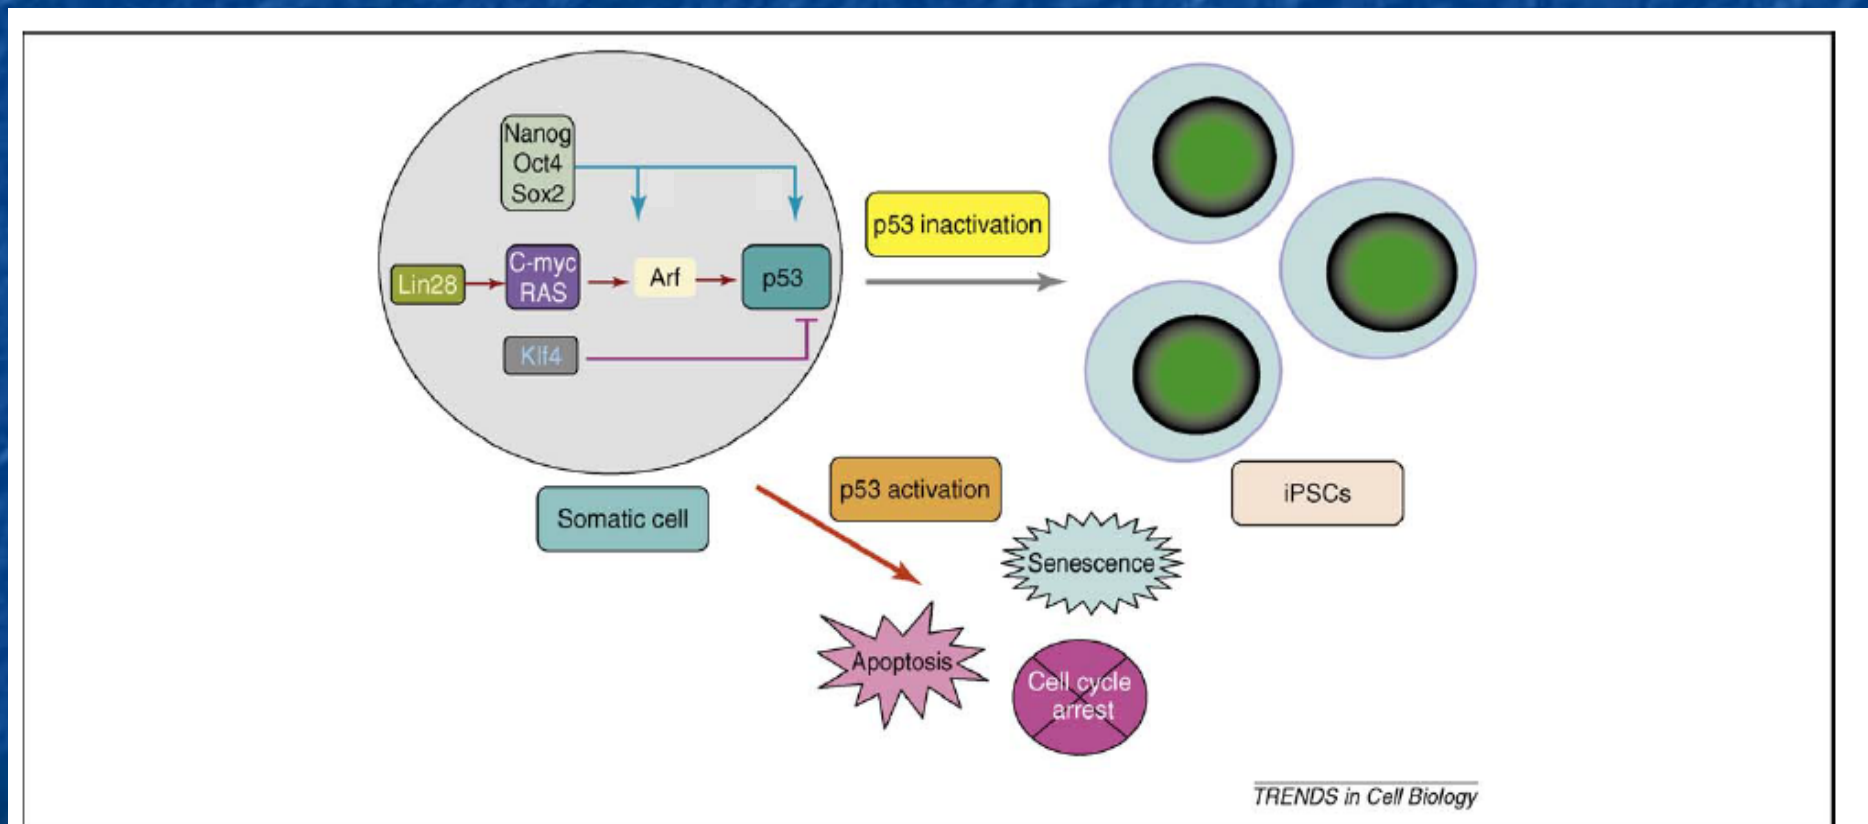 Nanog
Oct4
Sox2
Lin28
C-myc
RAS
Arf
p53
Klf4
p53 inactivation
Somatic cell
p53 activation
iPSCs
Senescence
Apoptosis
Cell cycle
arrest
TRENDS in Cell Biology